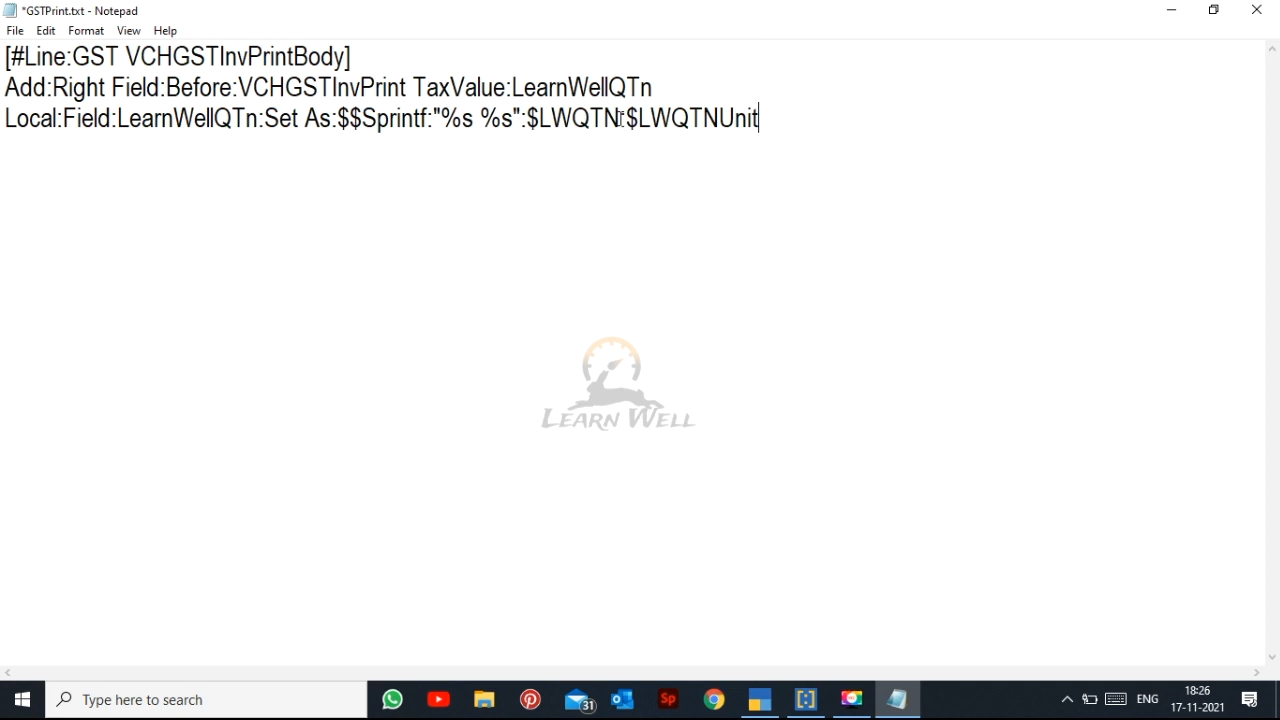 *GSTPrint.txt - Notepad
File Edit Format View Help
[#Line:GST VCHGSTInvPrintBody]
Add:Right Field:Before:VCHGSTInvPrint TaxValue:LearnWellQTn
Local:Field:LearnWellQTn:Set As:$$Sprintf:"%s %s":$LWQTN:$LWQTNUnit
LEARN WELL
Type here to search
31
Sp
[:]
ENG
18:26
17-11-2021